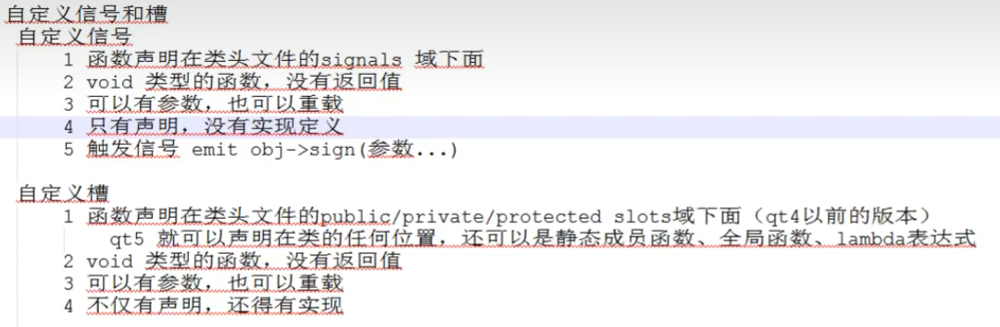 自定义信号和槽
自定义信号
1 函数声明在类头文件的signals 域下面
2 void 类型的函数，没有返回值
3 可以有参数，也可以重载
4 只有声明，没有实现定义
5 触发信号 emit obj->sign(参数...)
自定义槽
1 函数声明在类头文件的public/private/protected slots域下面（qt4以前的版本）
qt5 就可以声明在类的任何位置，还可以是静态成员函数、全局函数、lambda表达式
2 void 类型的函数，没有返回值
3 可以有参数，也可以重载
4 不仅有声明，还得有实现